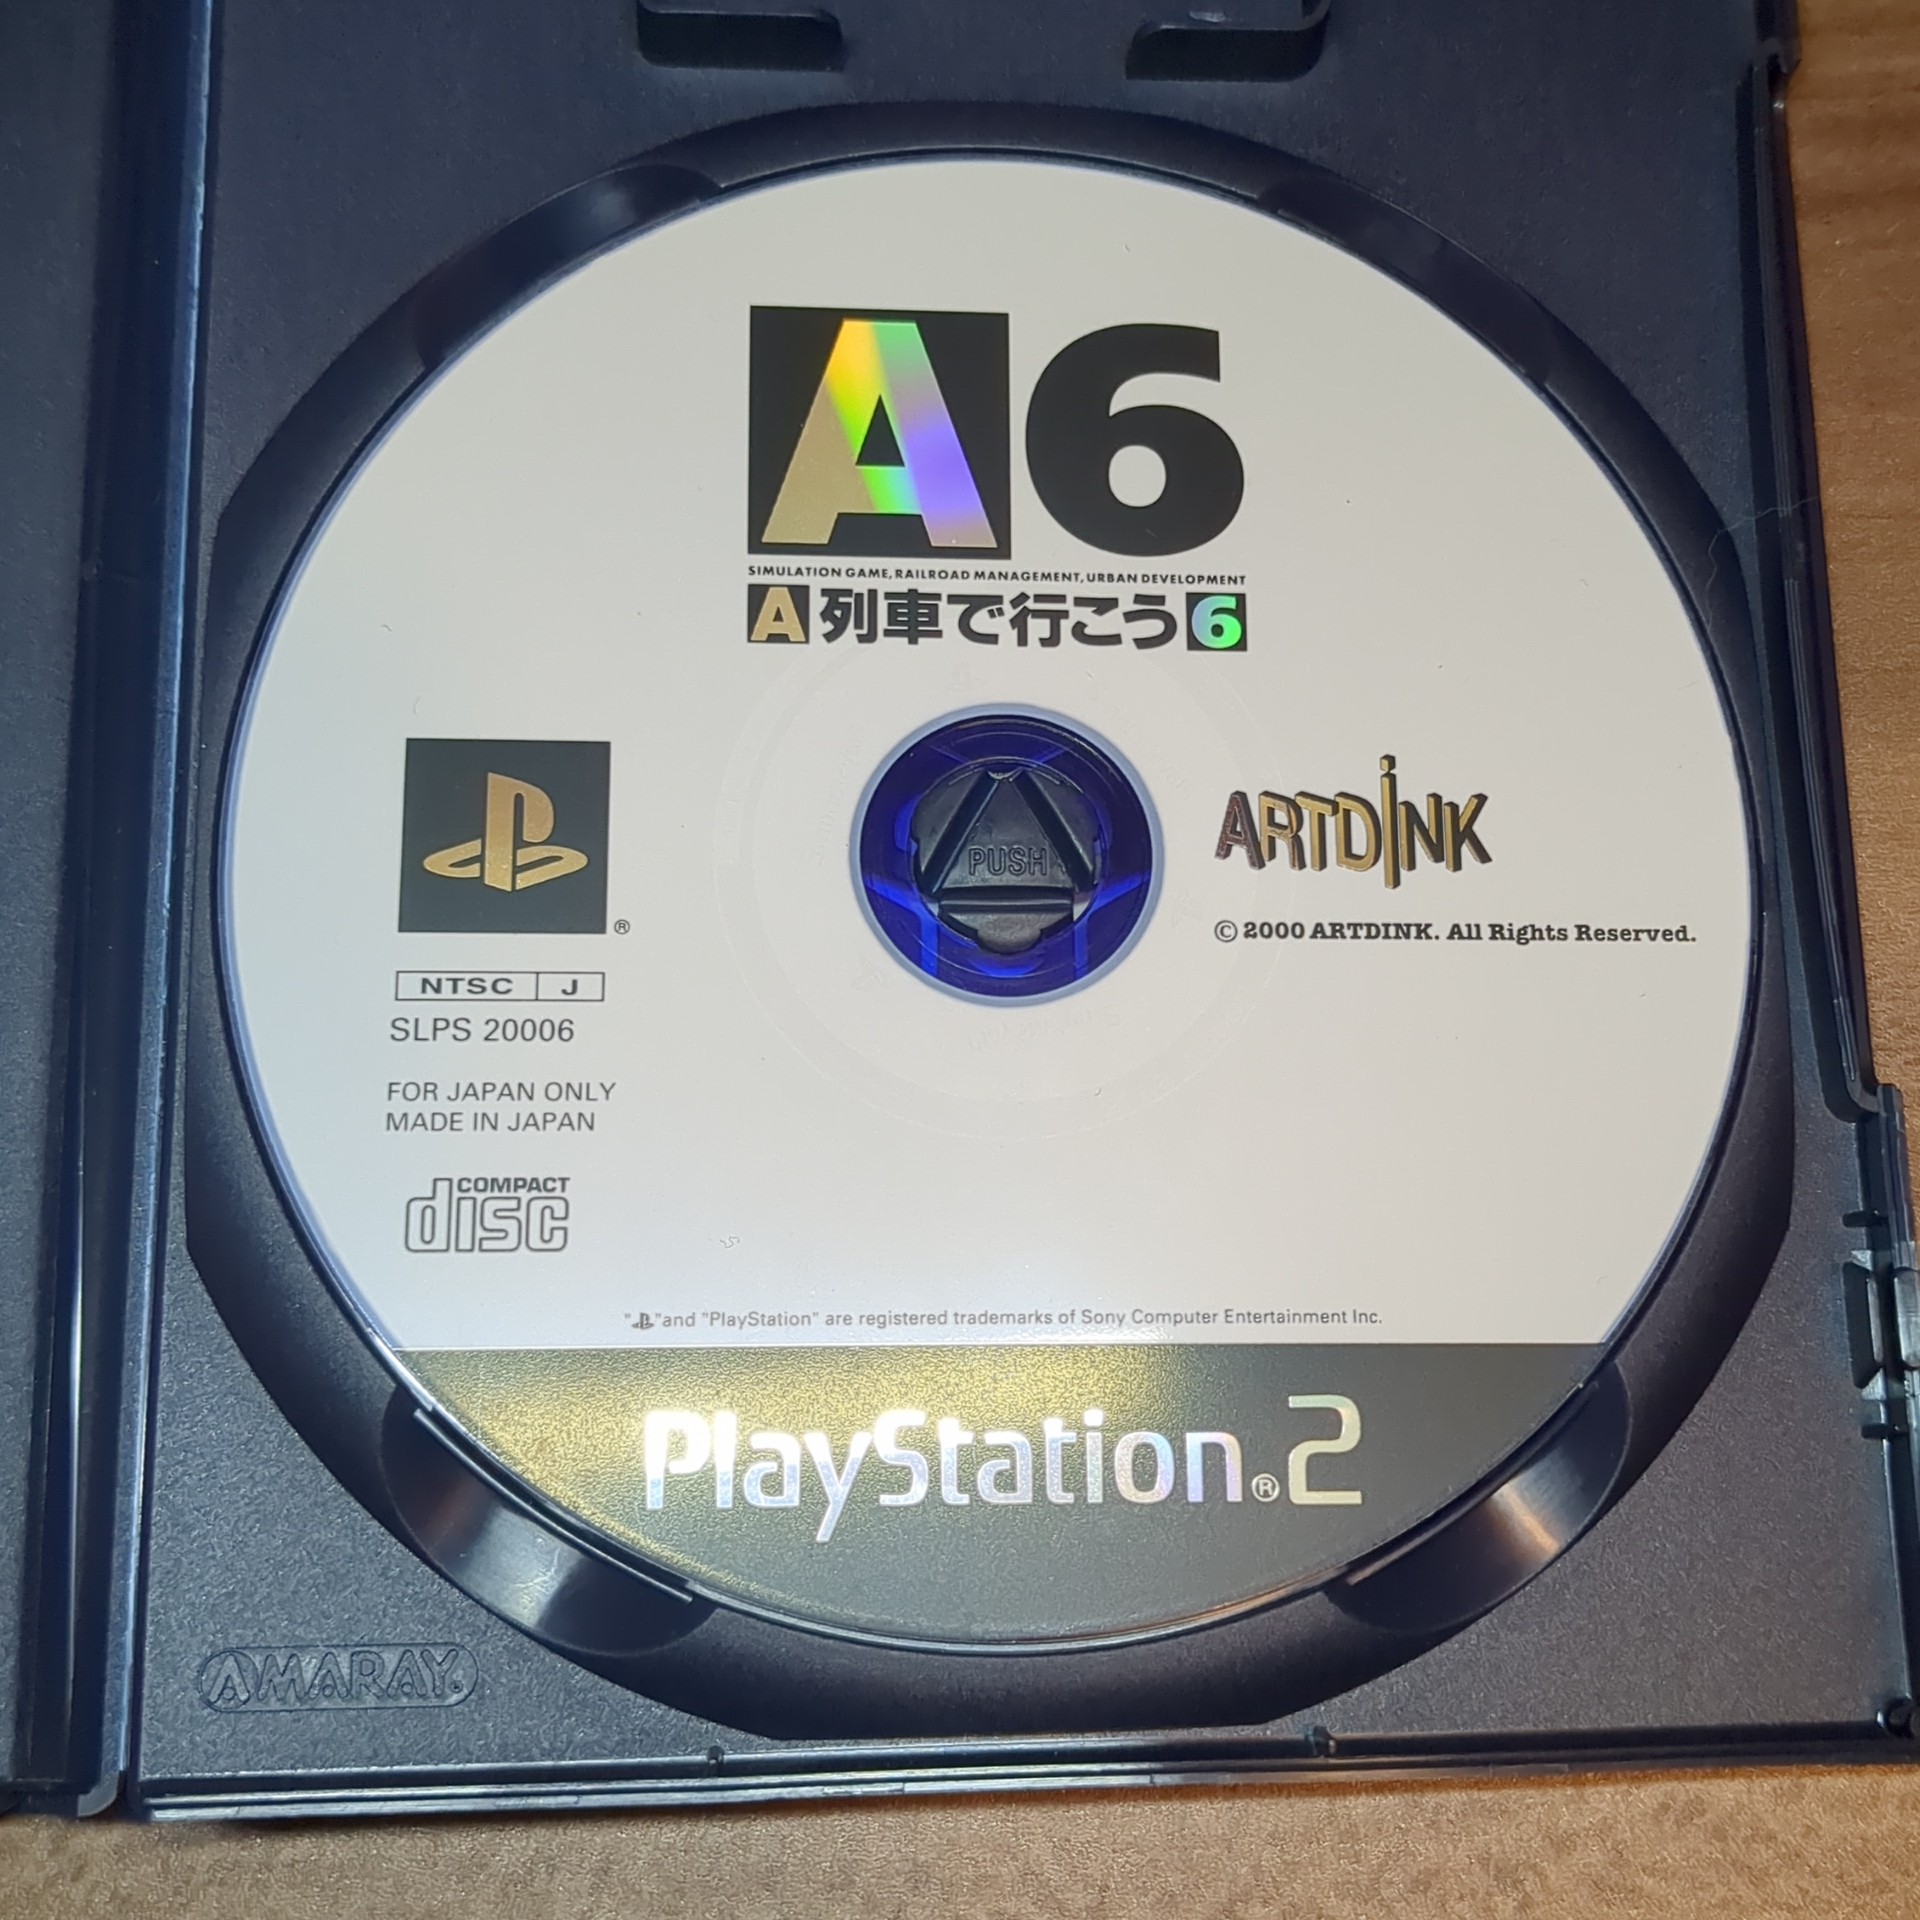 A6
SIMULATION GAME, RAILROAD MANAGEMENT, URBAN DEVELOPMENT
A列車で行こう6
PUSH
ARTDINK
© 2000 ARTDINK. All Rights Reserved.
®
NTSC J
SLPS 20006
FOR JAPAN ONLY
MADE IN JAPAN
COMPACT
disc
" "and "PlayStation" are registered trademarks of Sony Computer Entertainment Inc.
PlayStation®2
AMARAY®